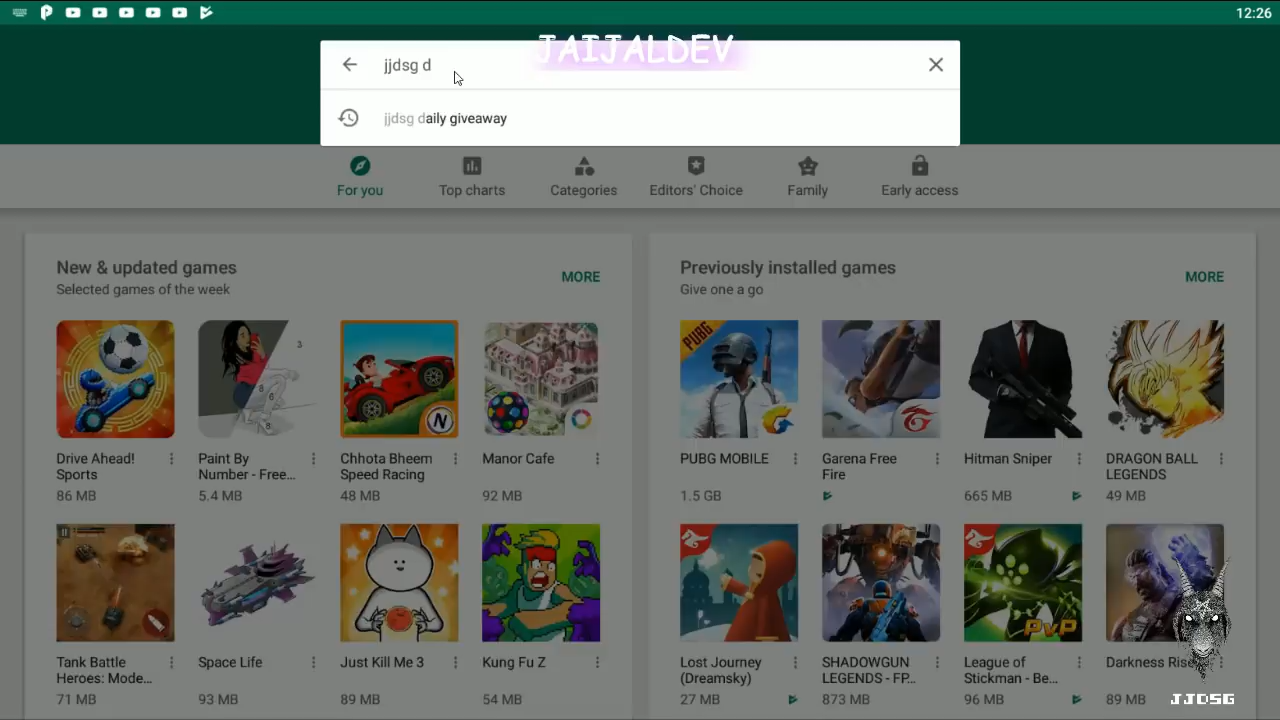 12:26
JAIJALDEV
jjdsg d
jjdsg daily giveaway
For you
Top charts
Categories
Editors' Choice
Family
Early access
New & updated games
MORE
Selected games of the week
Previously installed games
MORE
Give one a go
3
8
6
8
N
PUBG
Drive Ahead! Sports
86 MB
Paint By Number - Free...
5.4 MB
Chhota Bheem Speed Racing
48 MB
Manor Cafe
92 MB
PUBG MOBILE
1.5 GB
Garena Free Fire
Hitman Sniper
665 MB
DRAGON BALL LEGENDS
49 MB
PvP
Tank Battle Heroes: Mode...
71 MB
Space Life
93 MB
Just Kill Me 3
89 MB
Kung Fu Z
54 MB
Lost Journey (Dreamsky)
27 MB
SHADOWGUN LEGENDS - FP...
873 MB
League of Stickman - Be...
96 MB
Darkness Rise
89 MB
JJDSG